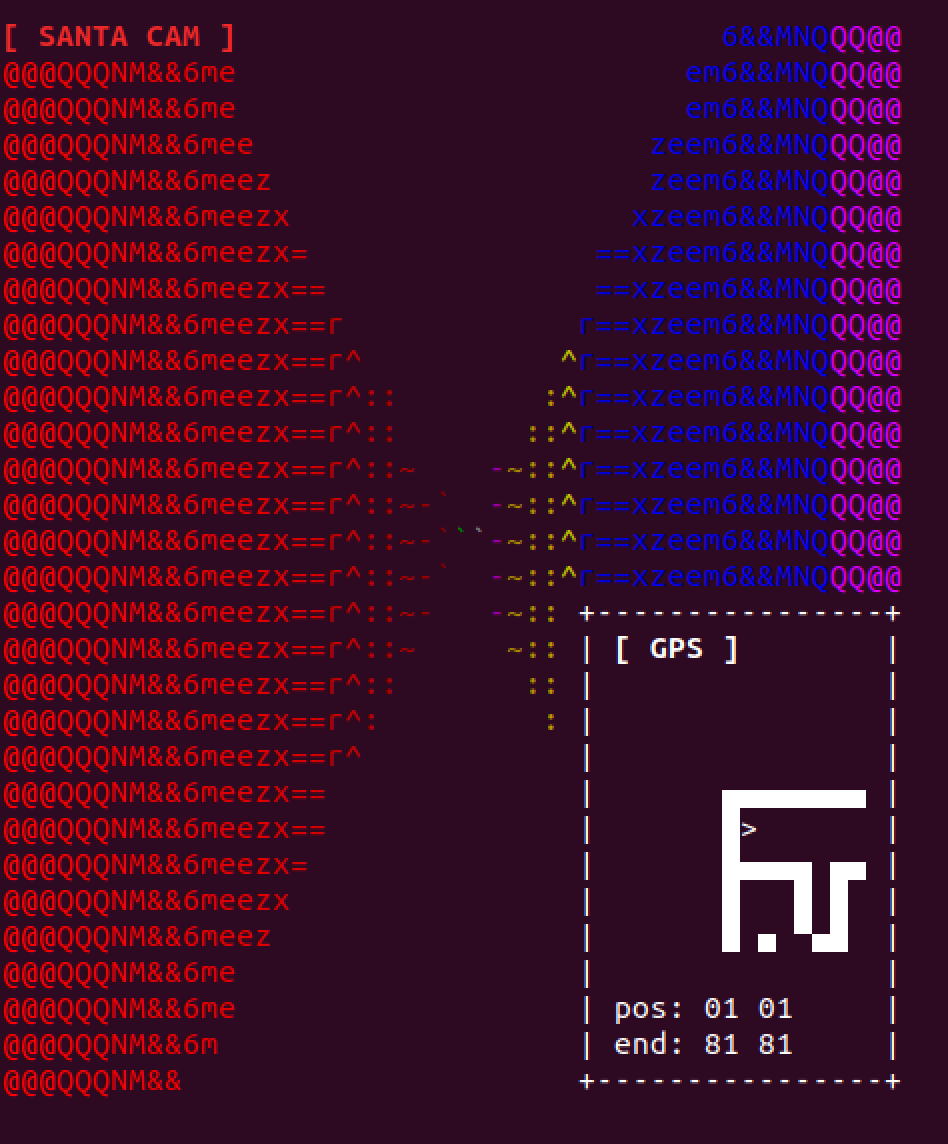 [ SANTA CAM ]                           6&&MNQQQ@@
@@@QQQNM&&6me                         em6&&MNQQQ@@
@@@QQQNM&&6me                         em6&&MNQQQ@@
@@@QQQNM&&6mee                      zeem6&&MNQQQ@@
@@@QQQNM&&6meez                     zeem6&&MNQQQ@@
@@@QQQNM&&6meezx                   xzeem6&&MNQQQ@@
@@@QQQNM&&6meezx=                ==xzeem6&&MNQQQ@@
@@@QQQNM&&6meezx==               ==xzeem6&&MNQQQ@@
@@@QQQNM&&6meezx==r             r==xzeem6&&MNQQQ@@
@@@QQQNM&&6meezx==r^           ^r==xzeem6&&MNQQQ@@
@@@QQQNM&&6meezx==r^::        :^r==xzeem6&&MNQQQ@@
@@@QQQNM&&6meezx==r^::       ::^r==xzeem6&&MNQQQ@@
@@@QQQNM&&6meezx==r^::~    -~::^r==xzeem6&&MNQQQ@@
@@@QQQNM&&6meezx==r^::~-`  -~::^r==xzeem6&&MNQQQ@@
@@@QQQNM&&6meezx==r^::~-```-~::^r==xzeem6&&MNQQQ@@
@@@QQQNM&&6meezx==r^::~-`  -~::^r==xzeem6&&MNQQQ@@
@@@QQQNM&&6meezx==r^::~-   -~:: +----------------+
@@@QQQNM&&6meezx==r^::~     ~:: | [ GPS ]        |
@@@QQQNM&&6meezx==r^::       :: |                |
@@@QQQNM&&6meezx==r^:         : |                |
@@@QQQNM&&6meezx==r^            |                |
@@@QQQNM&&6meezx==              |                |
@@@QQQNM&&6meezx==              |        >       |
@@@QQQNM&&6meezx=               |                |
@@@QQQNM&&6meezx                |                |
@@@QQQNM&&6meez                 |                |
@@@QQQNM&&6me                   |                |
@@@QQQNM&&6me                   | pos: 01 01     |
@@@QQQNM&&6m                    | end: 81 81     |
@@@QQQNM&&                      +----------------+